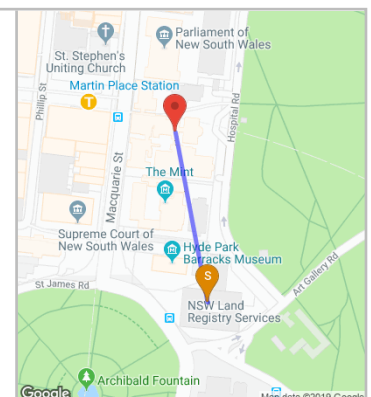 Parliament of
New South Wales
St. Stephen's
Uniting Church
Phillip St
Martin Place Station
T
Hospital Rd
Macquarie St
The Mint
Supreme Court of
New South Wales
Hyde Park
Barracks Museum
S
St James Rd
Art Gallery Rd
NSW Land
Registry Services
Archibald Fountain
Google
Map data ©2019 Google